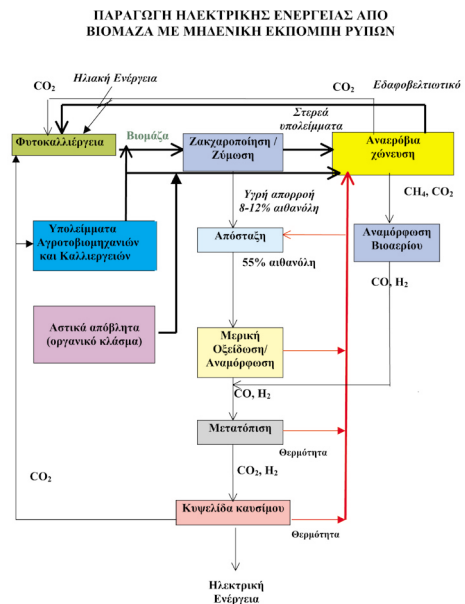 ΠΑΡΑΓΩΓΗ ΗΛΕΚΤΡΙΚΗΣ ΕΝΕΡΓΕΙΑΣ ΑΠΟ
ΒΙΟΜΑΖΑ ΜΕ ΜΗΔΕΝΙΚΗ ΕΚΠΟΜΠΗ ΡΥΠΩΝ
CO₂
Ηλιακή Ενέργεια
CO₂
Εδαφοβελτιωτικό
Στερεά
υπολείμματα
Φυτοκαλλιέργεια
Βιομάζα
Ζακχαροποίηση /
Ζύμωση
Αναερόβια
χώνευση
Υγρή απορροή
8-12% αιθανόλη
CH₄, CO₂
Υπολείμματα
Αγροτοβιομηχανιών
και Καλλιεργειών
Απόσταξη
Αναμόρφωση
Βιοαερίου
55% αιθανόλη
CO, H₂
Αστικά απόβλητα
(οργανικό κλάσμα)
Μερική
Οξείδωση/
Αναμόρφωση
CO, H₂
Μετατόπιση
Θερμότητα
CO₂
CO₂, H₂
Κυψελίδα καυσίμου
Θερμότητα
Ηλεκτρική
Ενέργεια